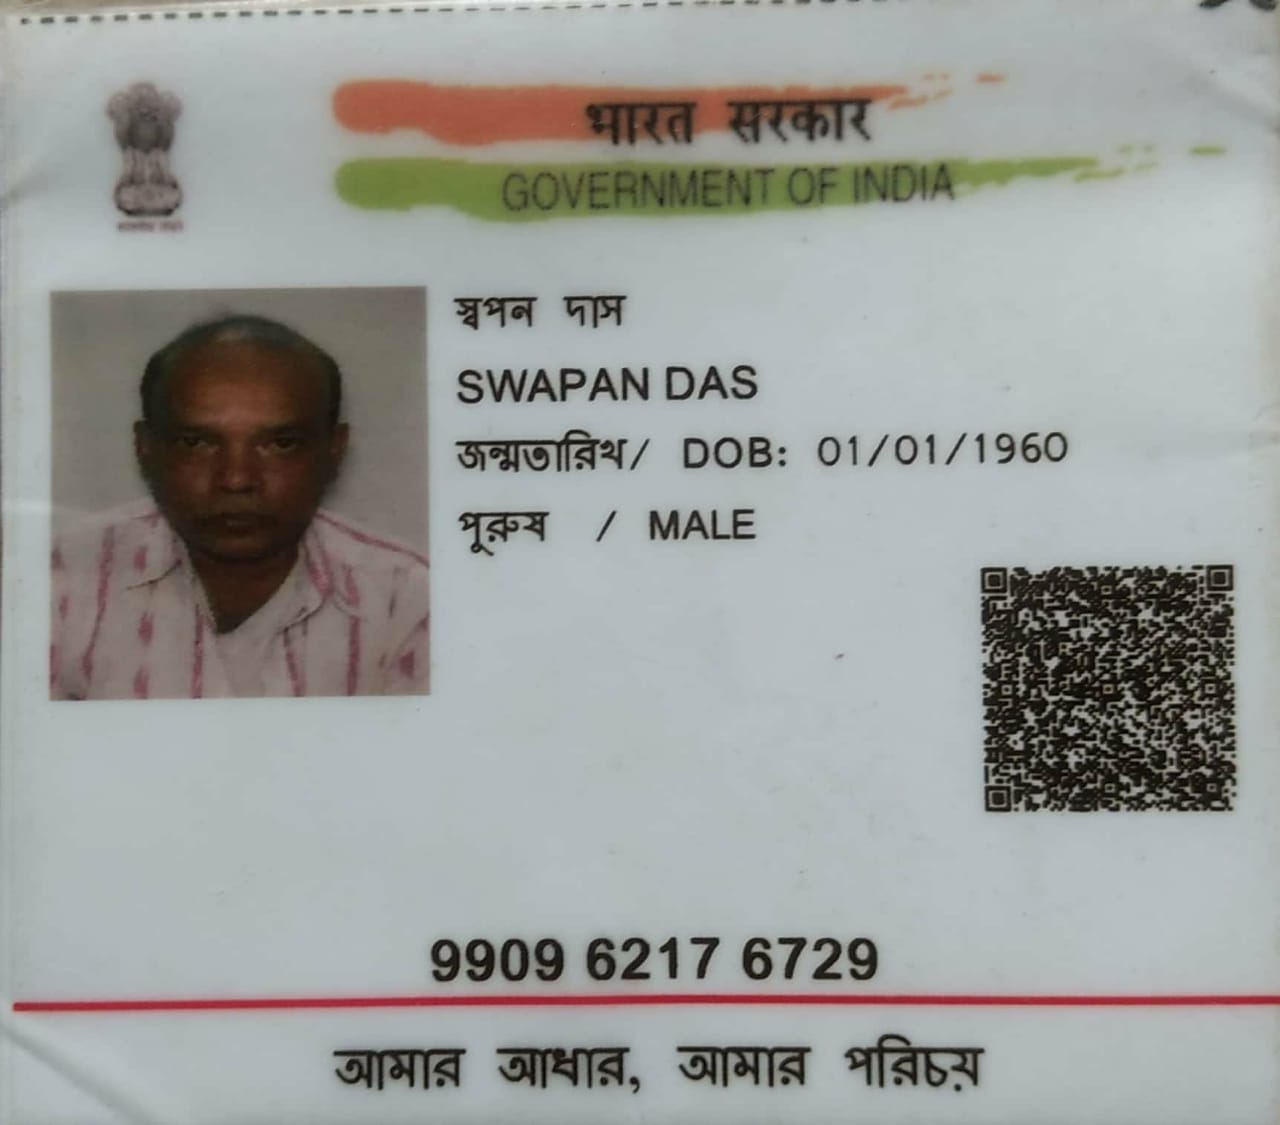 भारत सरकार
GOVERNMENT OF INDIA
স্বপন দাস
SWAPAN DAS
জন্মতারিখ/ DOB: 01/01/1960
পুরুষ / MALE
9909 6217 6729
আমার আধার, আমার পরিচয়